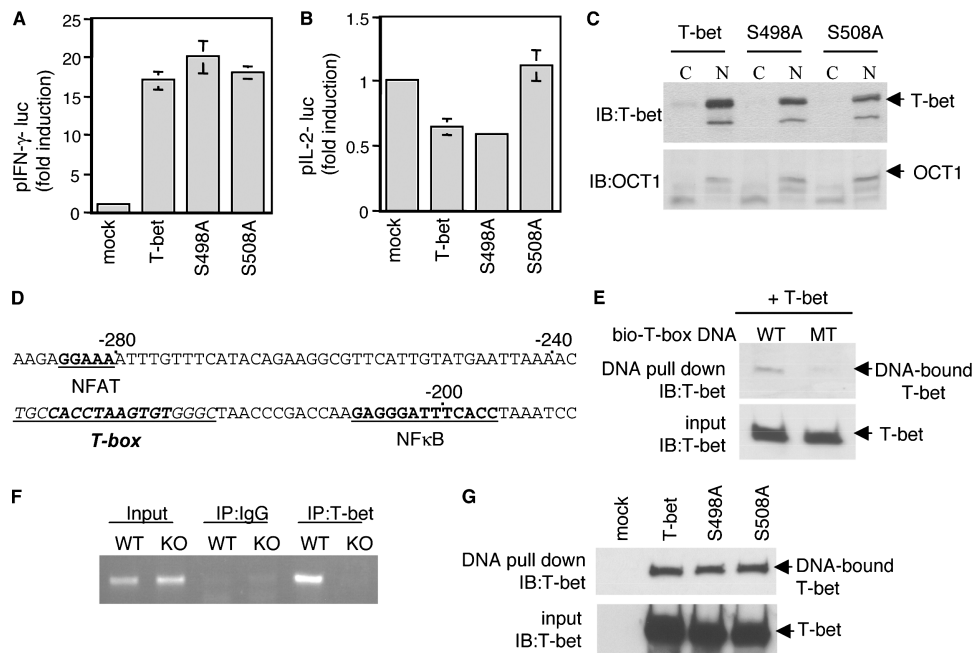 A
pIFN-γ- luc
(fold induction)
25
20
15
10
5
0
mock
T-bet
S498A
S508A
B
pIL-2- luc
(fold induction)
1.5
1
0.5
0
mock
T-bet
S498A
S508A
C
T-bet S498A S508A
C N C N C N
IB:T-bet
T-bet
IB:OCT1
OCT1
D
-280 -240
AAGAGGAAAATTTGTTTCATACAGAAGGCGTTCATTGTATGAATTAAAAC
NFAT
-200
TGCCACCTAAGTGTGGGCTAACCCGACCAAGAGGGATTTCACCTAAATCC
T-box NFκB
E
+ T-bet
bio-T-box DNA WT MT
DNA pull down
IB:T-bet
DNA-bound
T-bet
input
IB:T-bet
T-bet
F
Input IP:IgG IP:T-bet
WT KO WT KO WT KO
G
mock
T-bet
S498A
S508A
DNA pull down
IB:T-bet
DNA-bound
T-bet
input
IB:T-bet
T-bet